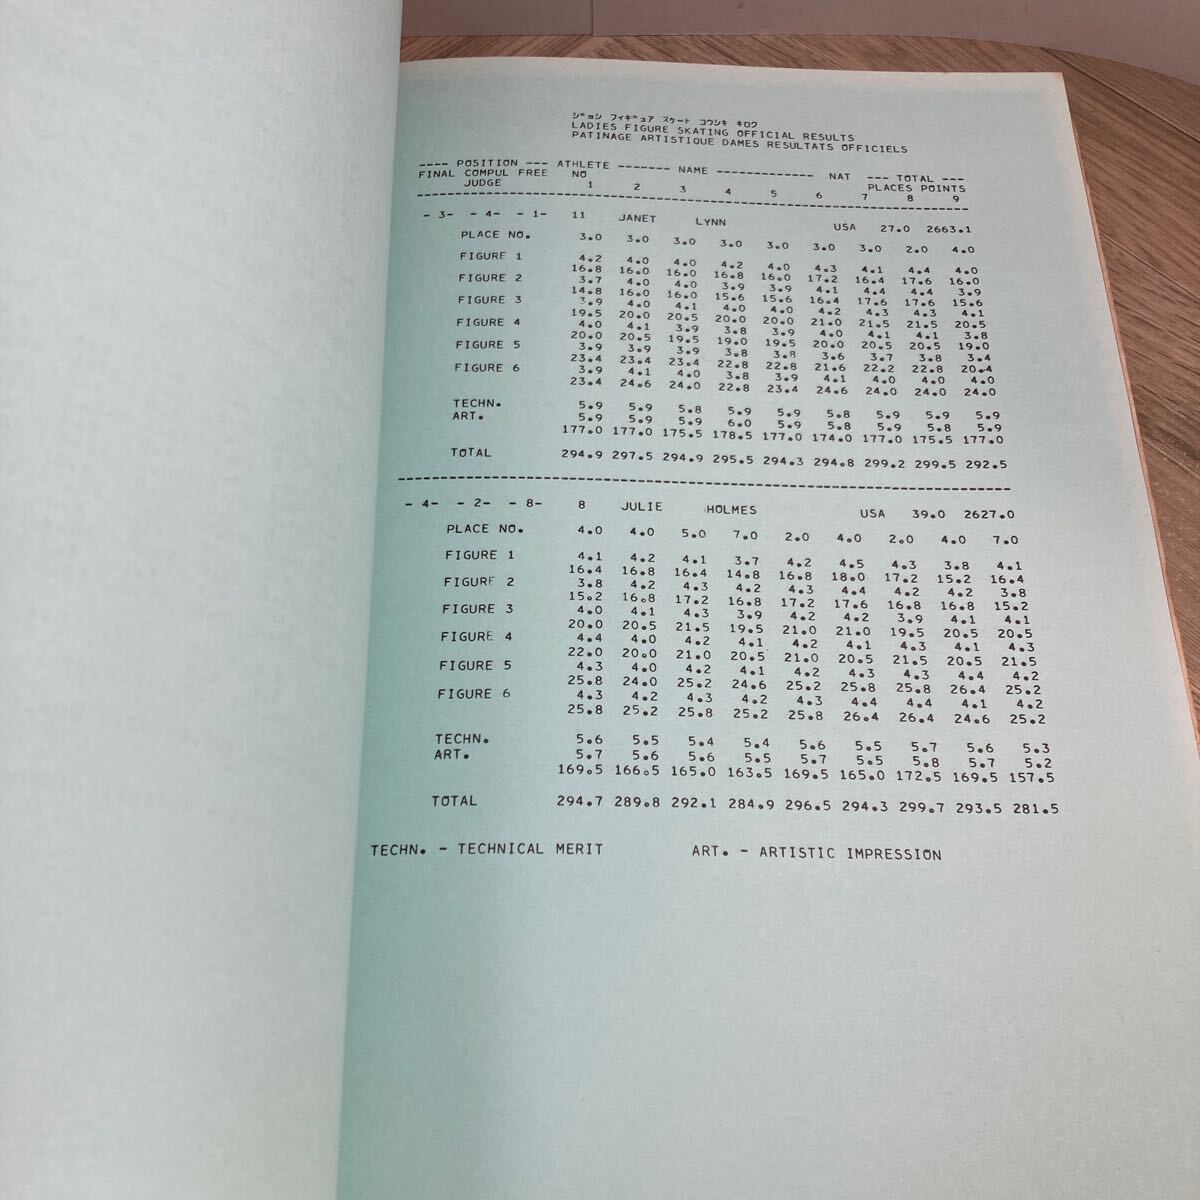 ジョシ フィギュア スケート コウシキ キロク
LADIES FIGURE SKATING OFFICIAL RESULTS
PATINAGE ARTISTIQUE DAMES RESULTATS OFFICIELS
---- POSITION --- ATHLETE ------- NAME ------------- NAT --- TOTAL ---
FINAL COMPUL FREE NO PLACES POINTS
JUDGE 1 2 3 4 5 6 7 8 9
- 3- - 4- - 1- 11 JANET LYNN USA 27.0 2663.1
PLACE NO. 3.0 3.0 3.0 3.0 3.0 3.0 3.0 2.0 4.0
FIGURE 1 4.2 4.0 4.0 4.2 4.0 4.3 4.1 4.4 4.0
16.8 16.0 16.0 16.8 16.0 17.2 16.4 17.6 16.0
FIGURE 2 3.7 4.0 4.0 3.9 3.9 4.1 4.4 4.4 3.9
14.8 16.0 16.0 15.6 15.6 16.4 17.6 17.6 15.6
FIGURE 3 3.9 4.0 4.1 4.0 4.0 4.2 4.3 4.3 4.1
19.5 20.0 20.5 20.0 20.0 21.0 21.5 21.5 20.5
FIGURE 4 4.0 4.1 3.9 3.8 3.9 4.0 4.1 4.1 3.8
20.0 20.5 19.5 19.0 19.5 20.0 20.5 20.5 19.0
FIGURE 5 3.9 3.9 3.9 3.8 3.8 3.6 3.7 3.8 3.4
23.4 23.4 23.4 22.8 22.8 21.6 22.2 22.8 20.4
FIGURE 6 3.9 4.1 4.0 3.8 3.9 4.1 4.0 4.0 4.0
23.4 24.6 24.0 22.8 23.4 24.6 24.0 24.0 24.0
TECHN. 5.9 5.9 5.8 5.9 5.9 5.8 5.9 5.9 5.9
ART. 5.9 5.9 5.9 6.0 5.9 5.8 5.9 5.8 5.9
177.0 177.0 175.5 178.5 177.0 174.0 177.0 175.5 177.0
TOTAL 294.9 297.5 294.9 295.5 294.3 294.8 299.2 299.5 292.5
- 4- - 2- - 8- 8 JULIE HOLMES USA 39.0 2627.0
PLACE NO. 4.0 4.0 5.0 7.0 2.0 4.0 2.0 4.0 7.0
FIGURE 1 4.1 4.2 4.1 3.7 4.2 4.5 4.3 3.8 4.1
16.4 16.8 16.4 14.8 16.8 18.0 17.2 15.2 16.4
FIGURE 2 3.8 4.2 4.3 4.2 4.3 4.4 4.2 4.2 3.8
15.2 16.8 17.2 16.8 17.2 17.6 16.8 16.8 15.2
FIGURE 3 4.0 4.1 4.3 3.9 4.2 4.2 3.9 4.1 4.1
20.0 20.5 21.5 19.5 21.0 21.0 19.5 20.5 20.5
FIGURE 4 4.4 4.0 4.2 4.1 4.2 4.1 4.3 4.1 4.3
22.0 20.0 21.0 20.5 21.0 20.5 21.5 20.5 21.5
FIGURE 5 4.3 4.0 4.2 4.1 4.2 4.3 4.3 4.4 4.2
25.8 24.0 25.2 24.6 25.2 25.8 25.8 26.4 25.2
FIGURE 6 4.3 4.2 4.3 4.2 4.3 4.4 4.4 4.1 4.2
25.8 25.2 25.8 25.2 25.8 26.4 26.4 24.6 25.2
TECHN. 5.6 5.5 5.4 5.4 5.6 5.5 5.7 5.6 5.3
ART. 5.7 5.6 5.6 5.5 5.7 5.5 5.8 5.7 5.2
169.5 166.5 165.0 163.5 169.5 165.0 172.5 169.5 157.5
TOTAL 294.7 289.8 292.1 284.9 296.5 294.3 299.7 293.5 281.5
TECHN. - TECHNICAL MERIT ART. - ARTISTIC IMPRESSION